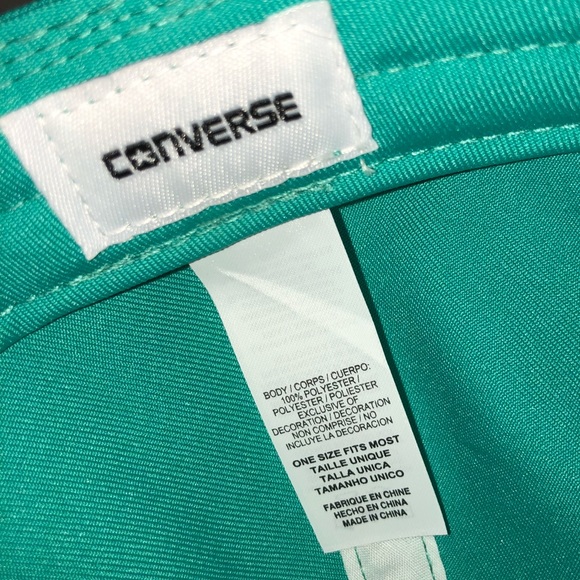 CONVERSE
BODY / CORPS / CUERPO:
100% POLYESTER /
POLYESTER / POLIESTER
EXCLUSIVE OF
DECORATION / DECORATION
NON COMPRISE / NO
INCLUYE LA DECORACION
ONE SIZE FITS MOST
TAILLE UNIQUE
TALLA UNICA
TAMANHO UNICO
FABRIQUE EN CHINE
HECHO EN CHINA
MADE IN CHINA